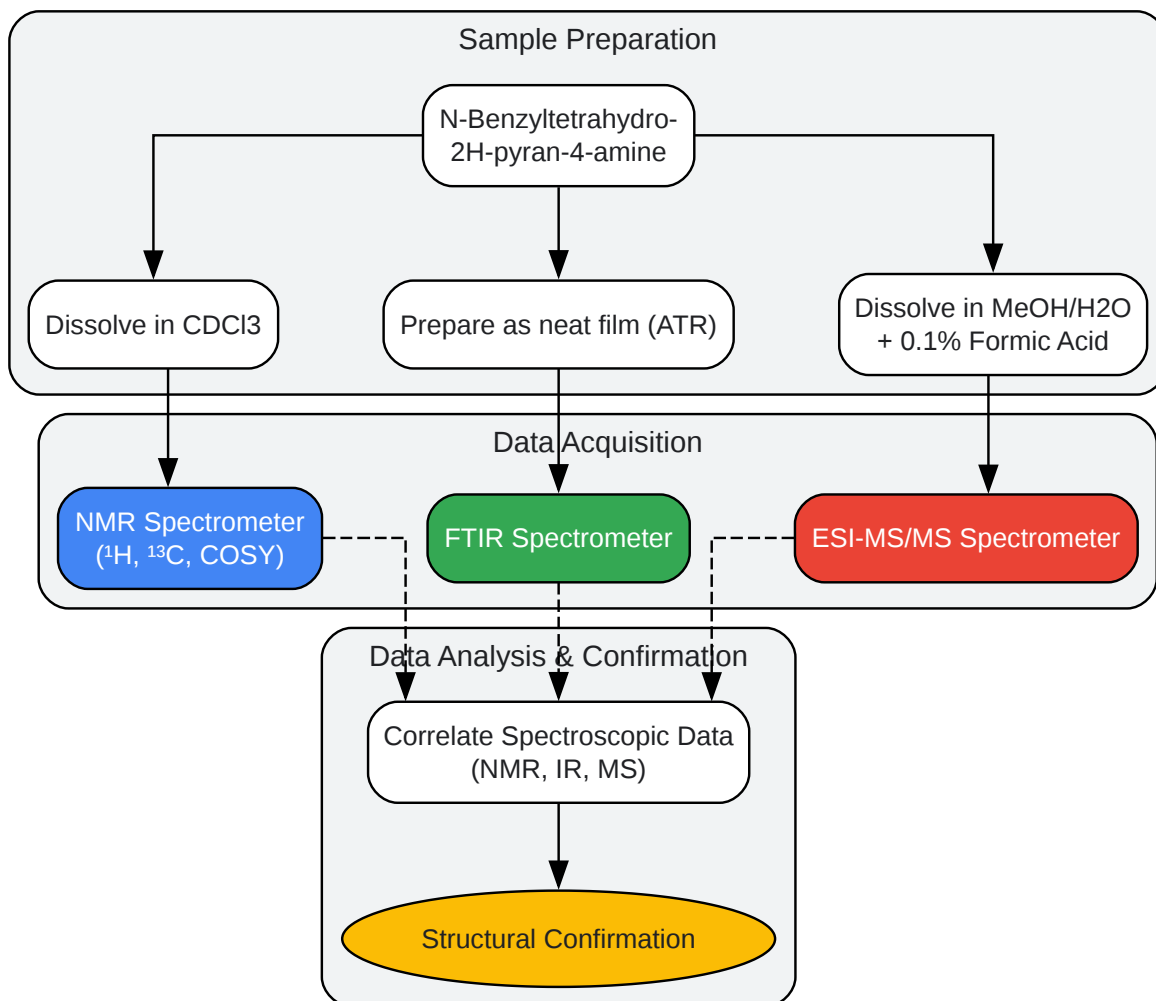 Sample Preparation
N-Benzyltetrahydro-
2H-pyran-4-amine
Dissolve in CDCl3
Prepare as neat film (ATR)
Dissolve in MeOH/H2O
+ 0.1% Formic Acid
Data Acquisition
NMR Spectrometer
(¹H, ¹³C, COSY)
FTIR Spectrometer
ESI-MS/MS Spectrometer
Data Analysis & Confirmation
Correlate Spectroscopic Data
(NMR, IR, MS)
Structural Confirmation